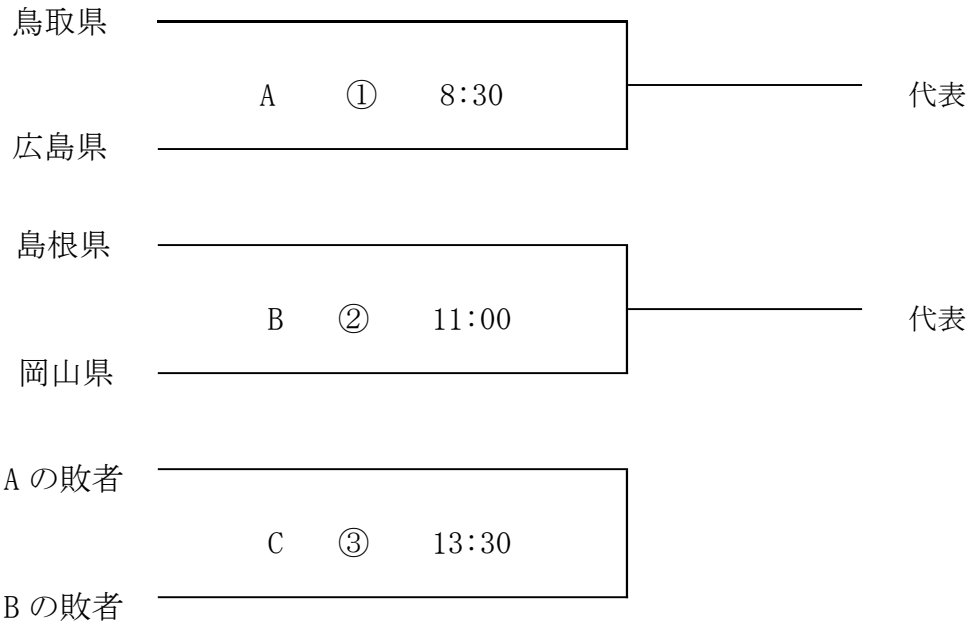 鳥取県
A ① 8:30
代表
広島県
島根県
B ② 11:00
代表
岡山県
Aの敗者
C ③ 13:30
Bの敗者